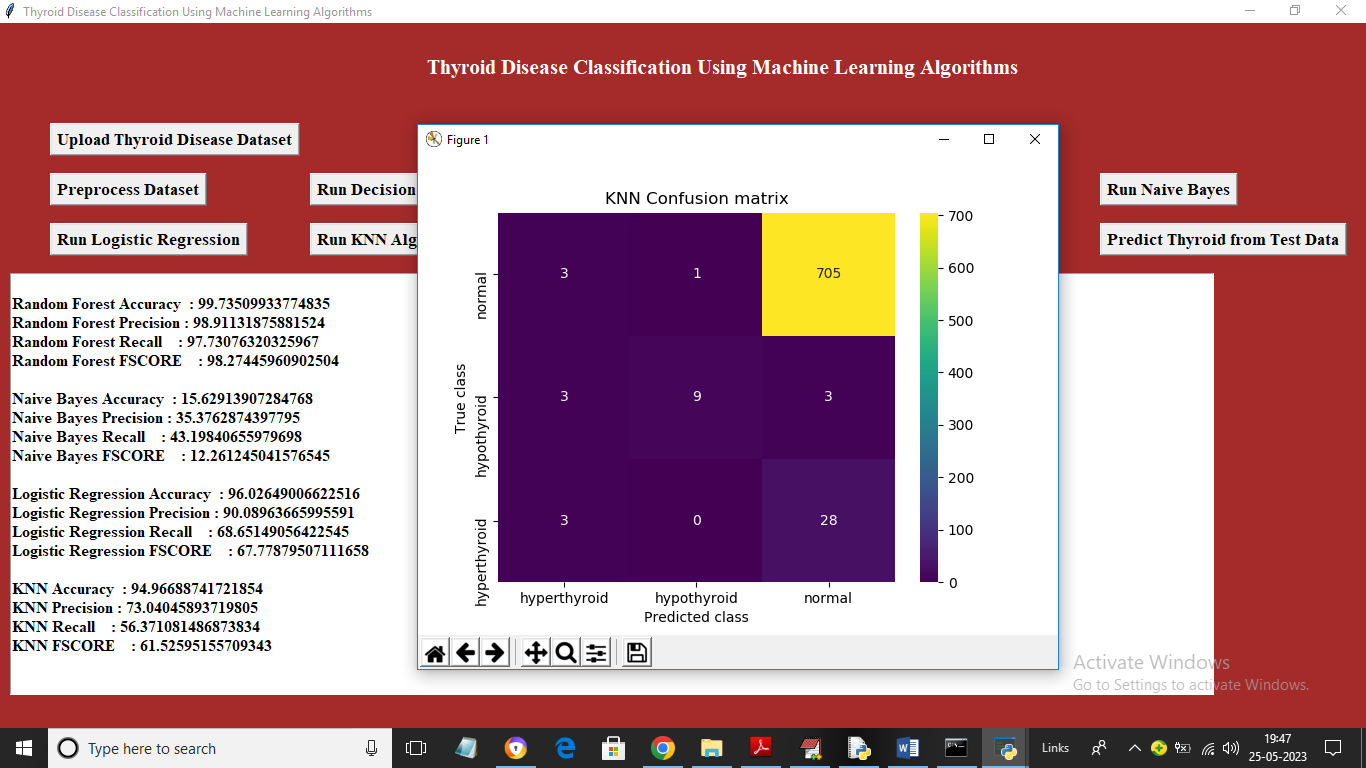 Thyroid Disease Classification Using Machine Learning Algorithms
Thyroid Disease Classification Using Machine Learning Algorithms
Upload Thyroid Disease Dataset
Preprocess Dataset
Run Decision
Run Naive Bayes
Run Logistic Regression
Run KNN Alg
Predict Thyroid from Test Data
Random Forest Accuracy : 99.73509933774835
Random Forest Precision : 98.91131875881524
Random Forest Recall : 97.73076320325967
Random Forest FSCORE : 98.27445960902504
Naive Bayes Accuracy : 15.62913907284768
Naive Bayes Precision : 35.3762874397795
Naive Bayes Recall : 43.19840655979698
Naive Bayes FSCORE : 12.261245041576545
Logistic Regression Accuracy : 96.02649006622516
Logistic Regression Precision : 90.08963665995591
Logistic Regression Recall : 68.65149056422545
Logistic Regression FSCORE : 67.77879507111658
KNN Accuracy : 94.96688741721854
KNN Precision : 73.04045893719805
KNN Recall : 56.371081486873834
KNN FSCORE : 61.52595155709343
Figure 1
KNN Confusion matrix
True class
normal
3 1 705
hypothyroid
3 9 3
hyperthyroid
3 0 28
hyperthyroid hypothyroid normal
Predicted class
700
600
500
400
300
200
100
0
Activate Windows
Go to Settings to activate Windows.
Type here to search
Links
19:47
25-05-2023